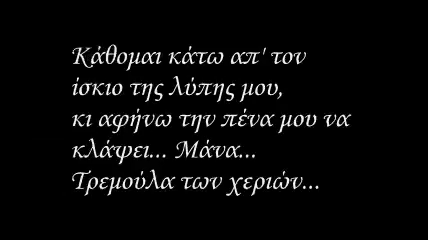 Κάθομαι κάτω απ' τον
ίσκιο της λύπης μου,
κι αφήνω την πένα μου να
κλάψει... Μάνα...
Τρεμούλα των χεριών...